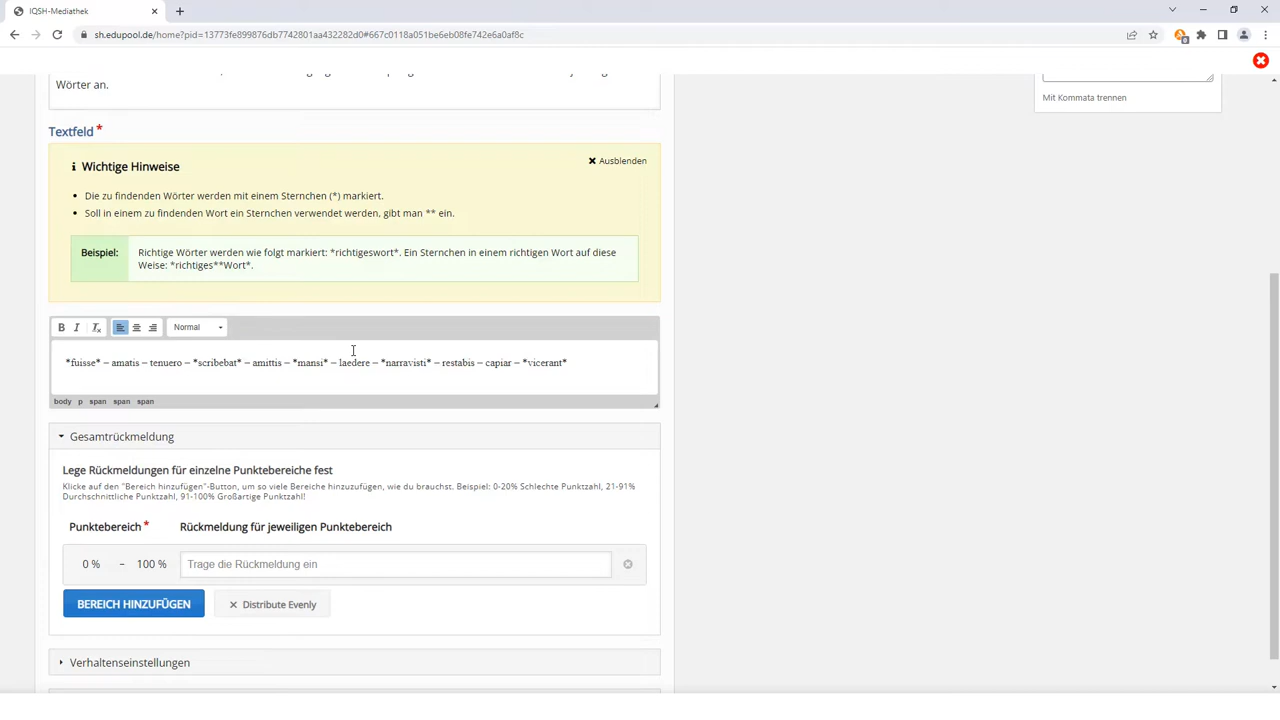 IQSH-Mediathek
sh.edupool.de/home?pid=13773fe899876db7742801aa432282d0#667c0118a051be6eb08fe742e6a0af8c
Wörter an.
Mit Kommata trennen
Textfeld *
Wichtige Hinweise
Ausblenden
Die zu findenden Wörter werden mit einem Sternchen (*) markiert.
Soll in einem zu findenden Wort ein Sternchen verwendet werden, gibt man ** ein.
Beispiel:
Richtige Wörter werden wie folgt markiert: *richtigeswort*. Ein Sternchen in einem richtigen Wort auf diese
Weise: *richtiges**Wort*.
B I Tx Normal
*fuisse* – amatis – tenuero – *scribebat* – amittis – *mansi* – laedere – *narravisti* – restabis – capiar – *vicerant*
body p span span span
Gesamtrückmeldung
Lege Rückmeldungen für einzelne Punktebereiche fest
Klicke auf den "Bereich hinzufügen"-Button, um so viele Bereiche hinzuzufügen, wie du brauchst. Beispiel: 0-20% Schlechte Punktzahl, 21-91%
Durchschnittliche Punktzahl, 91-100% Großartige Punktzahl!
Punktebereich * Rückmeldung für jeweiligen Punktebereich
0 % – 100 % Trage die Rückmeldung ein
BEREICH HINZUFÜGEN Distribute Evenly
Verhaltenseinstellungen